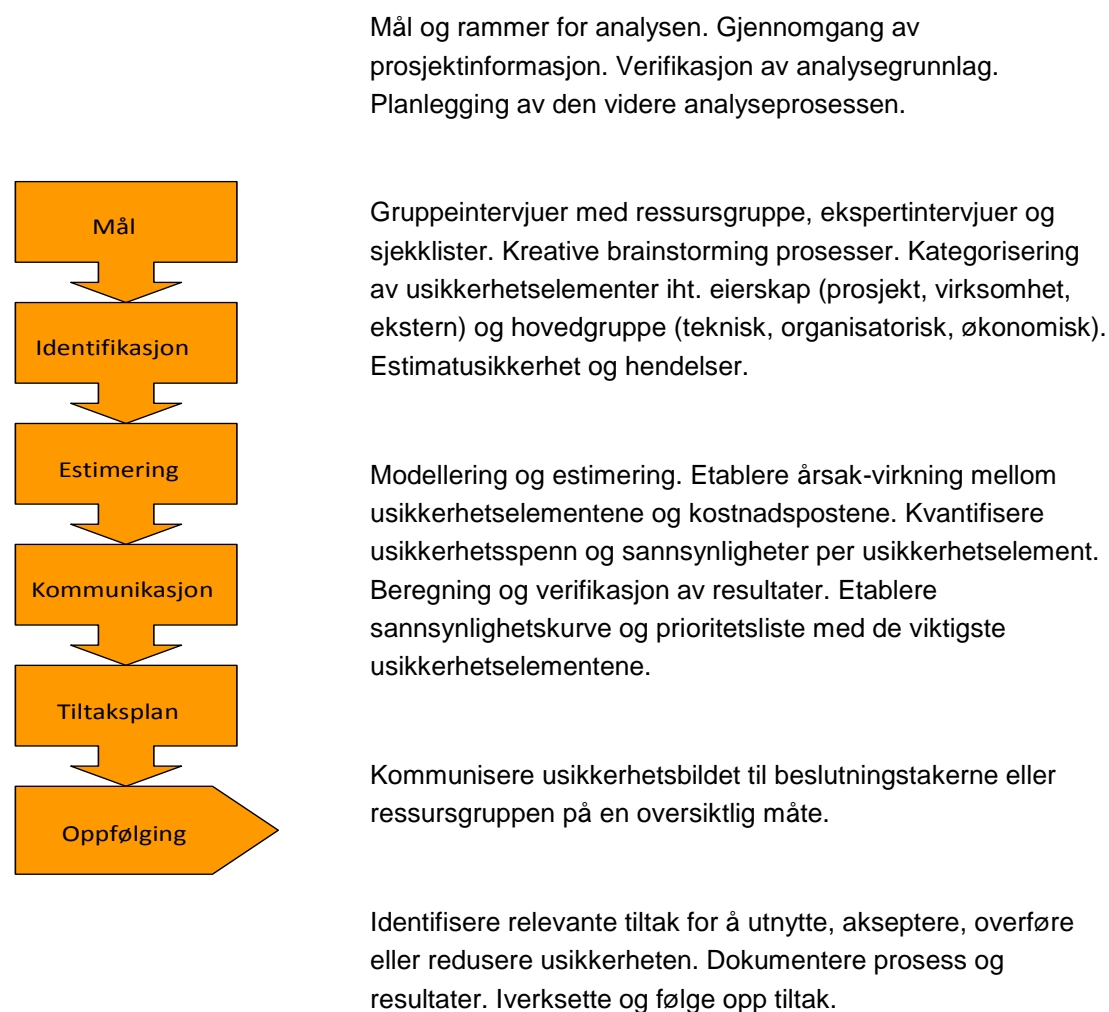 Mål og rammer for analysen. Gjennomgang av
prosjektinformasjon. Verifikasjon av analysegrunnlag.
Planlegging av den videre analyseprosessen.
Mål
Identifikasjon
Estimering
Kommunikasjon
Tiltaksplan
Oppfølging
Gruppeintervjuer med ressursgruppe, ekspertintervjuer og
sjekklister. Kreative brainstorming prosesser. Kategorisering
av usikkerhetselementer iht. eierskap (prosjekt, virksomhet,
ekstern) og hovedgruppe (teknisk, organisatorisk, økonomisk).
Estimatusikkerhet og hendelser.
Modellering og estimering. Etablere årsak-virkning mellom
usikkerhetselementene og kostnadspostene. Kvantifisere
usikkerhetsspenn og sannsynligheter per usikkerhetselement.
Beregning og verifikasjon av resultater. Etablere
sannsynlighetskurve og prioritetsliste med de viktigste
usikkerhetselementene.
Kommunisere usikkerhetsbildet til beslutningstakerne eller
ressursgruppen på en oversiktlig måte.
Identifisere relevante tiltak for å utnytte, akseptere, overføre
eller redusere usikkerheten. Dokumentere prosess og
resultater. Iverksette og følge opp tiltak.